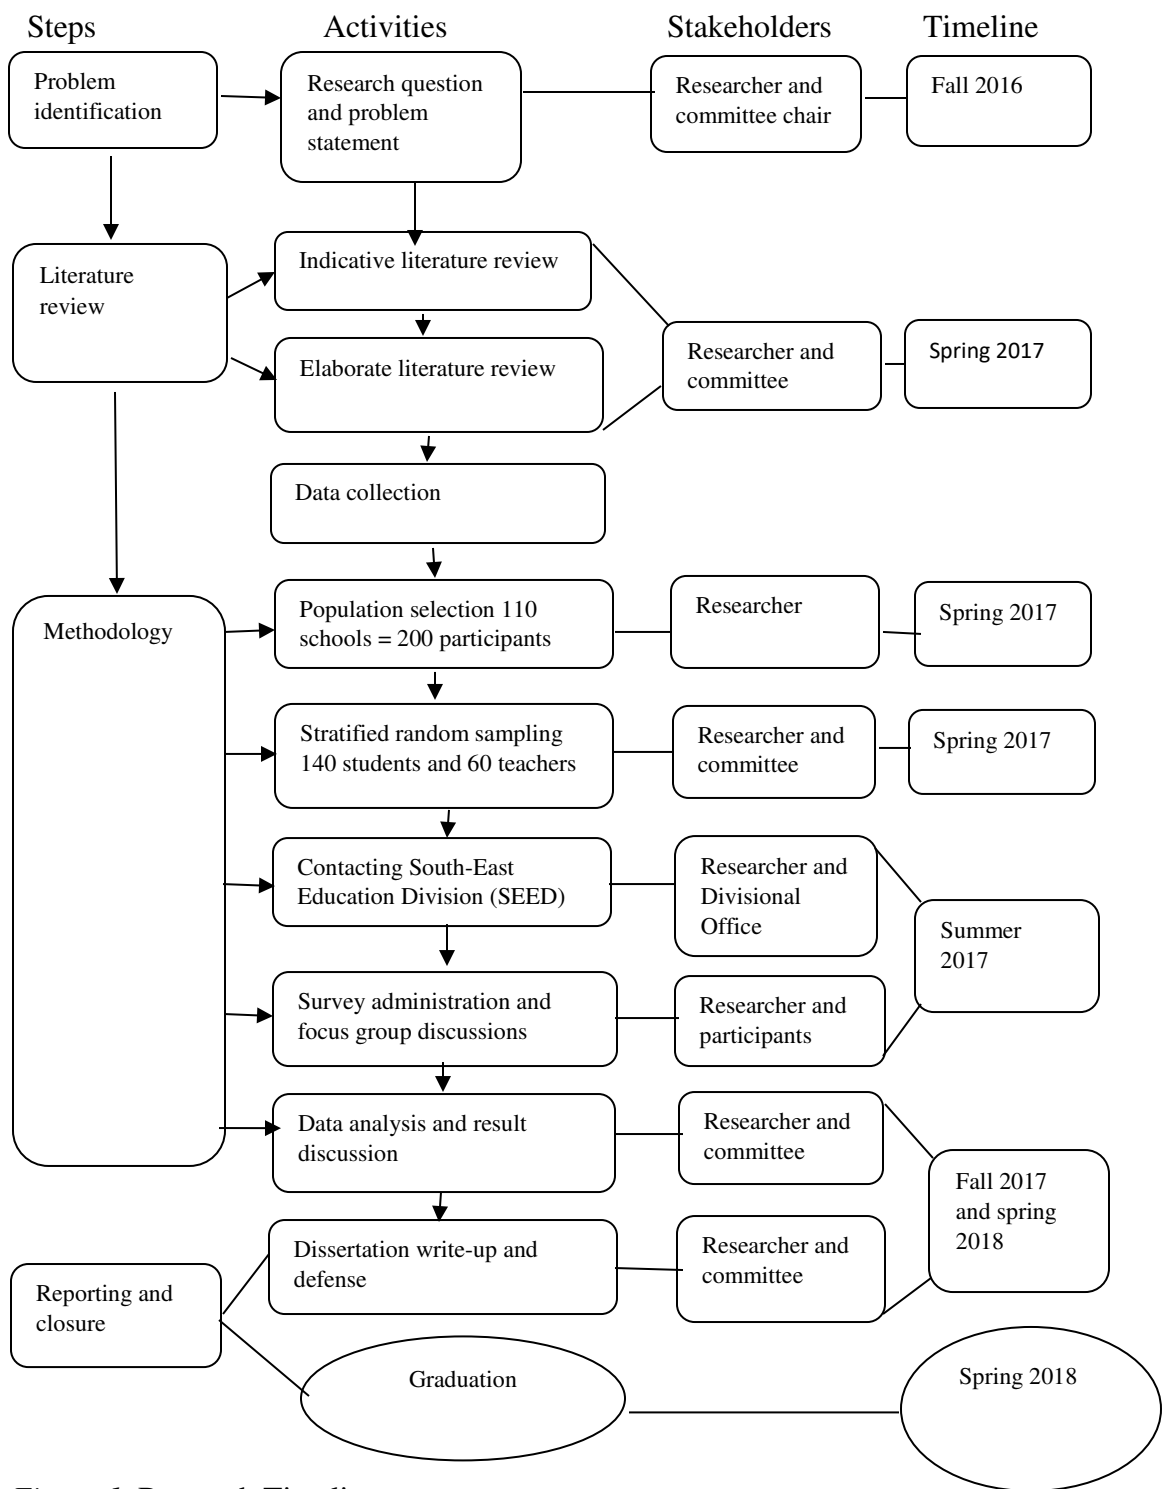 Steps
Activities
Stakeholders
Timeline
Problem
identification
Research question
and problem
statement
Researcher and
committee chair
Fall 2016
Literature
review
Indicative literature review
Elaborate literature review
Researcher and
committee
Spring 2017
Data collection
Methodology
Population selection 110
schools = 200 participants
Researcher
Spring 2017
Stratified random sampling
140 students and 60 teachers
Researcher and
committee
Spring 2017
Contacting South-East
Education Division (SEED)
Researcher and
Divisional
Office
Summer
2017
Survey administration and
focus group discussions
Researcher and
participants
Data analysis and result
discussion
Researcher and
committee
Fall 2017
and spring
2018
Dissertation write-up and
defense
Researcher and
committee
Reporting and
closure
Graduation
Spring 2018